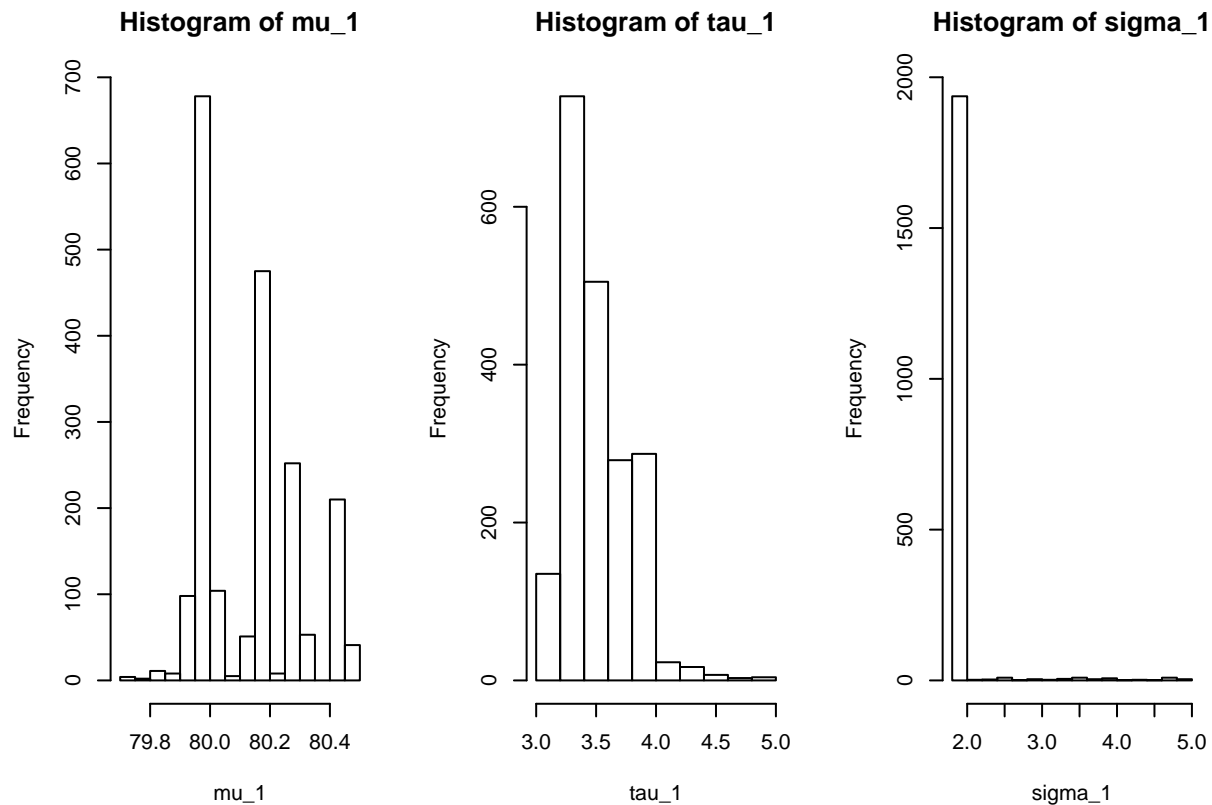 Histogram of mu_1
Frequency
700
600
500
400
300
200
100
0
79.8 80.0 80.2 80.4
mu_1
Histogram of tau_1
Frequency
600
400
200
0
3.0 3.5 4.0 4.5 5.0
tau_1
Histogram of sigma_1
Frequency
2000
1500
1000
500
0
2.0 3.0 4.0 5.0
sigma_1